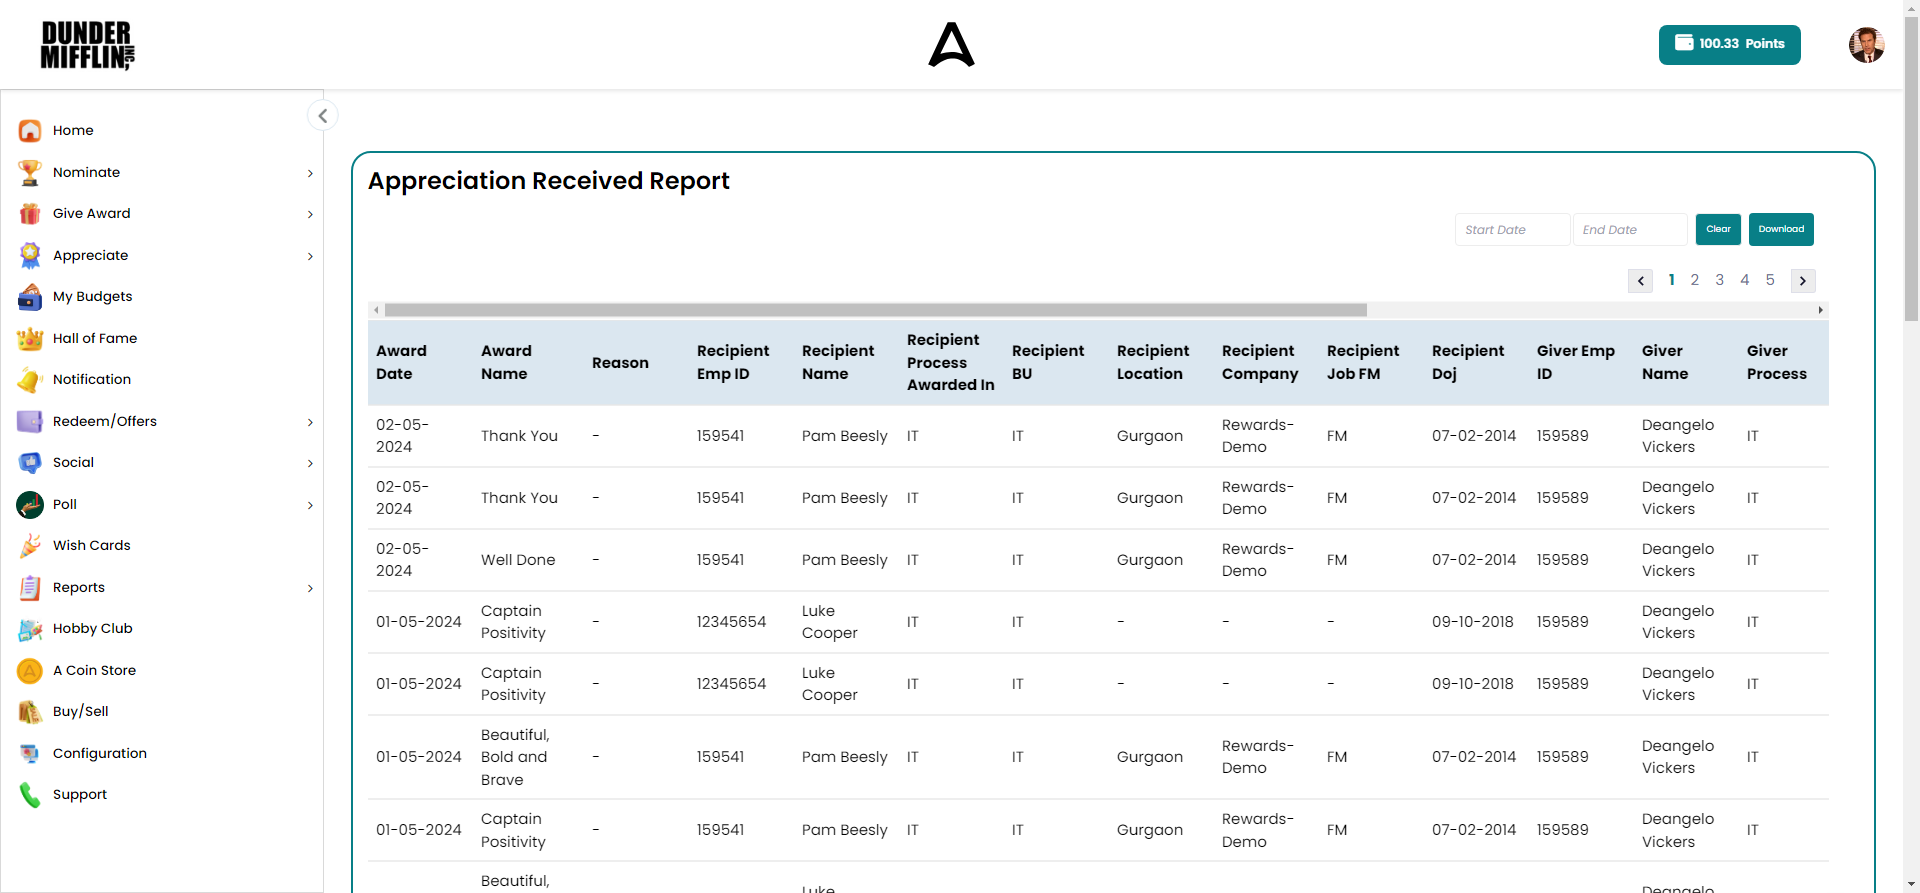 DUNDER
MIFFLIN, INC.
100.33 Points
Home
Nominate
Give Award
Appreciate
My Budgets
Hall of Fame
Notification
Redeem/Offers
Social
Poll
Wish Cards
Reports
Hobby Club
A Coin Store
Buy/Sell
Configuration
Support
Appreciation Received Report
Start Date End Date Clear Download
1 2 3 4 5
Award Date Award Name Reason Recipient Emp ID Recipient Name Recipient Process Awarded In Recipient BU Recipient Location Recipient Company Recipient Job FM Recipient Doj Giver Emp ID Giver Name Giver Process
02-05-2024 Thank You - 159541 Pam Beesly IT IT Gurgaon Rewards-Demo FM 07-02-2014 159589 Deangelo Vickers IT
02-05-2024 Thank You - 159541 Pam Beesly IT IT Gurgaon Rewards-Demo FM 07-02-2014 159589 Deangelo Vickers IT
02-05-2024 Well Done - 159541 Pam Beesly IT IT Gurgaon Rewards-Demo FM 07-02-2014 159589 Deangelo Vickers IT
01-05-2024 Captain Positivity - 12345654 Luke Cooper IT IT - - - 09-10-2018 159589 Deangelo Vickers IT
01-05-2024 Captain Positivity - 12345654 Luke Cooper IT IT - - - 09-10-2018 159589 Deangelo Vickers IT
01-05-2024 Beautiful, Bold and Brave - 159541 Pam Beesly IT IT Gurgaon Rewards-Demo FM 07-02-2014 159589 Deangelo Vickers IT
01-05-2024 Captain Positivity - 159541 Pam Beesly IT IT Gurgaon Rewards-Demo FM 07-02-2014 159589 Deangelo Vickers IT
Beautiful, Luke